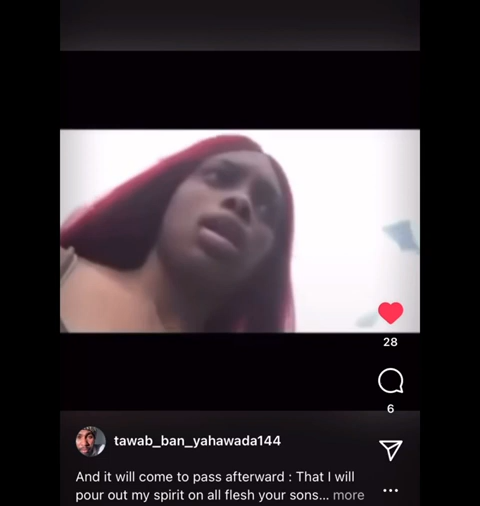 28
6
tawab_ban_yahawada144
And it will come to pass afterward : That I will
pour out my spirit on all flesh your sons... more